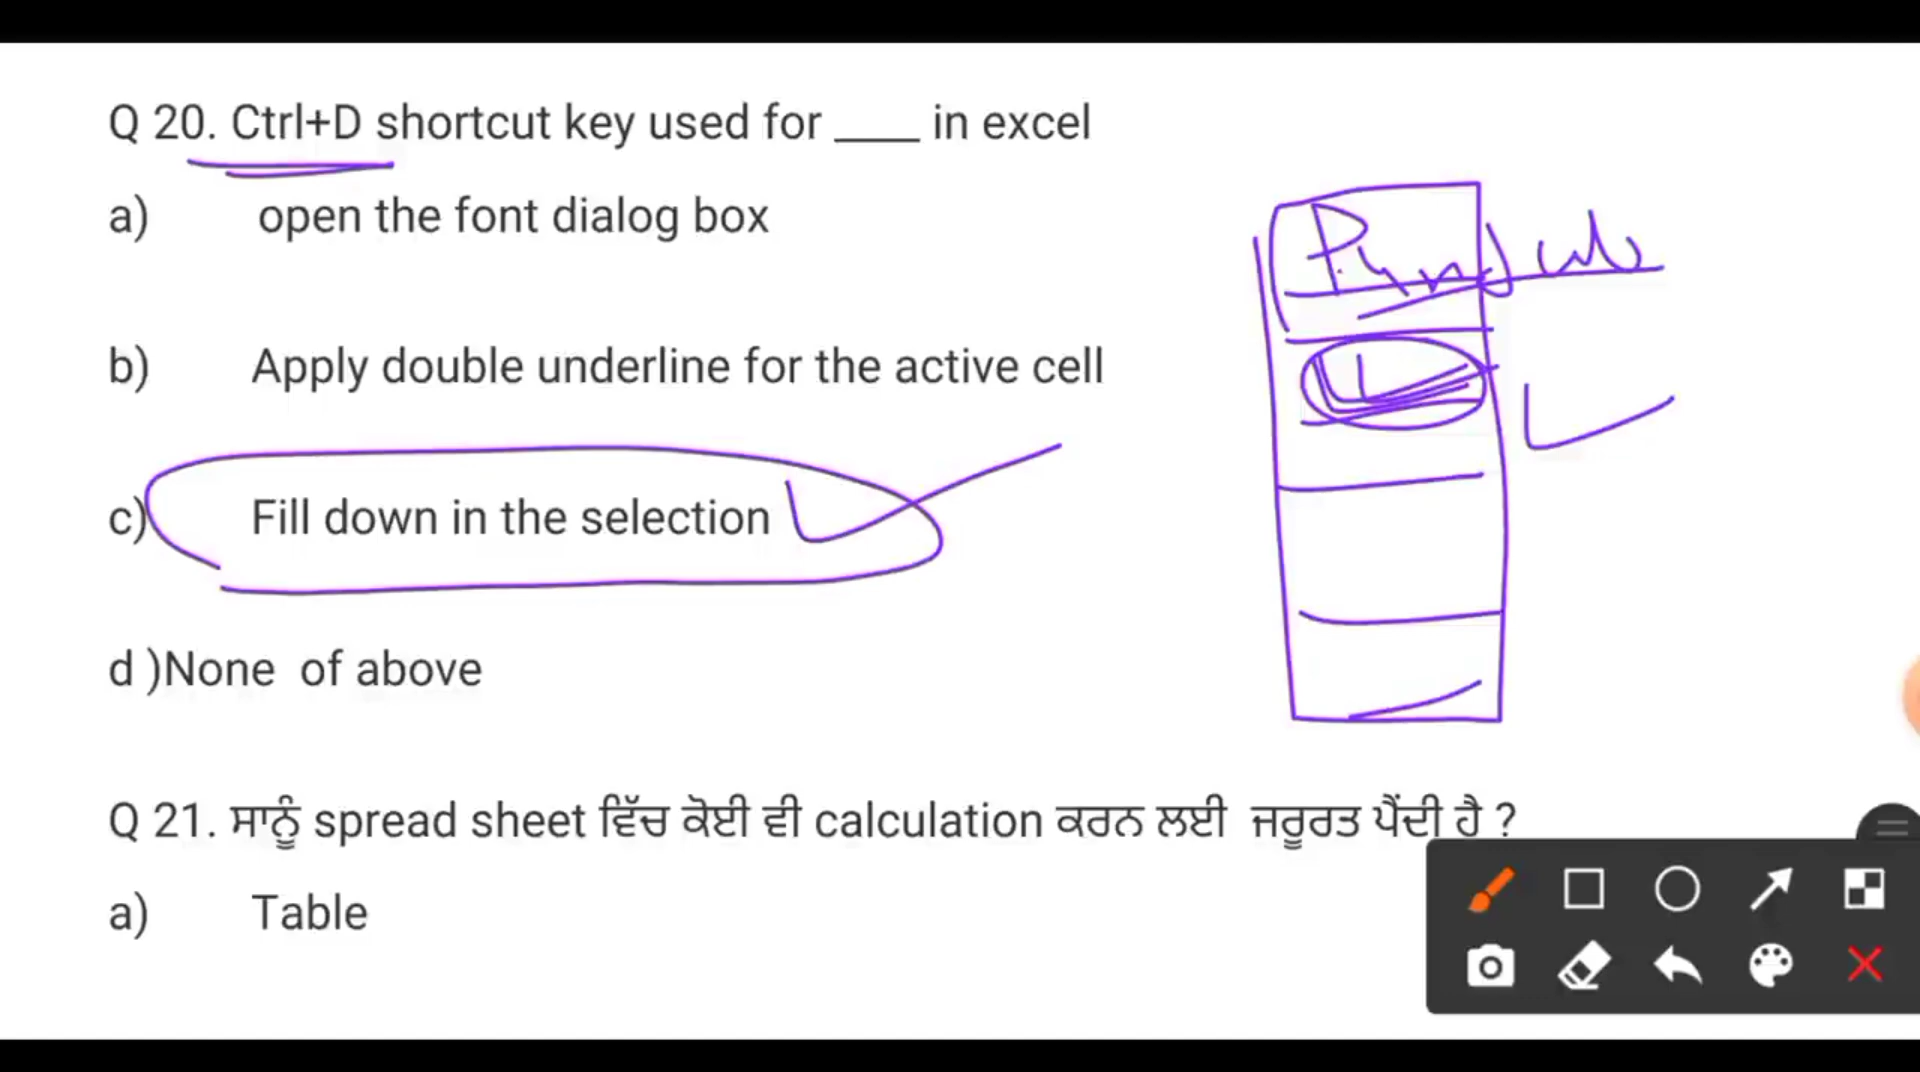 Q 20. Ctrl+D shortcut key used for ____ in excel
a) open the font dialog box
b) Apply double underline for the active cell
c) Fill down in the selection
d )None of above
Q 21. ਸਾਨੂੰ spread sheet ਵਿੱਚ ਕੋਈ ਵੀ calculation ਕਰਨ ਲਈ ਜਰੂਰਤ ਪੈਂਦੀ ਹੈ ?
a) Table